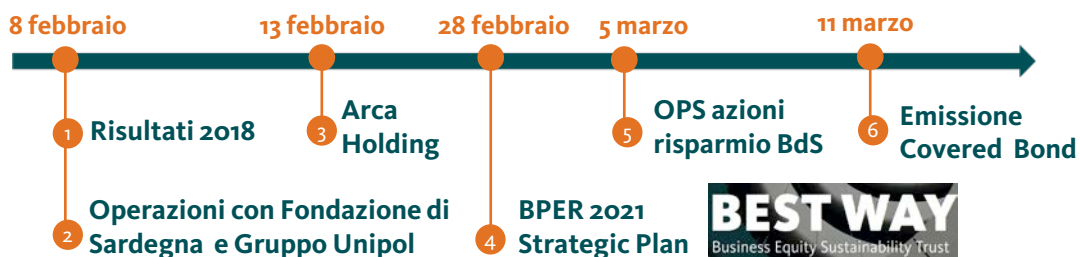 8 febbraio
13 febbraio
28 febbraio
5 marzo
11 marzo
1
Risultati 2018
3
Arca
Holding
5
OPS azioni
risparmio BdS
6
Emissione
Covered Bond
2
Operazioni con Fondazione di
Sardegna e Gruppo Unipol
4
BPER 2021
Strategic Plan
BEST WAY
Business Equity Sustainability Trust